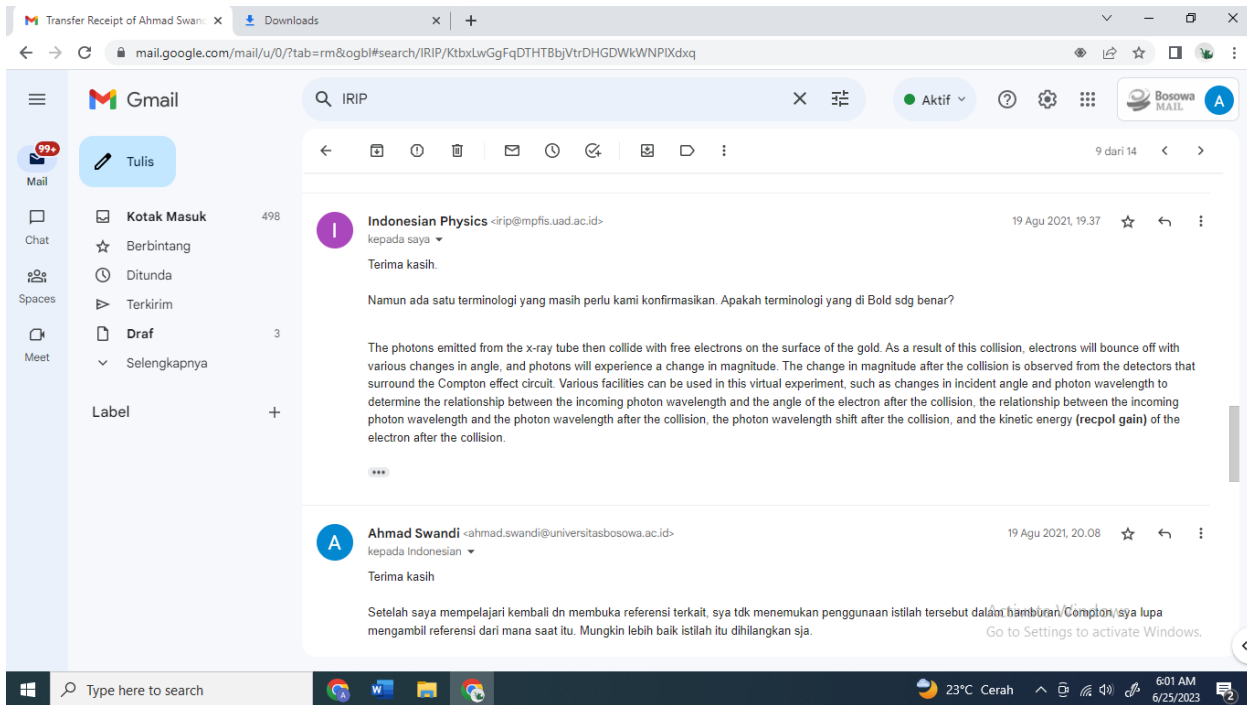 Transfer Receipt of Ahmad Swand
Downloads
mail.google.com/mail/u/0/?tab=rm&ogbl#search/IRIP/KtbxLwGgFqDTHTBbjVtrDHGDWkWNPlXdxq
Gmail
IRIP
Aktif
Bosowa
MAIL
A
99+
Mail
Chat
Spaces
Meet
Tulis
Kotak Masuk 498
Berbintang
Ditunda
Terkirim
Draf 3
Selengkapnya
Label
9 dari 14
I
Indonesian Physics <irip@mpfis.uad.ac.id> 19 Agu 2021, 19.37
kepada saya
Terima kasih.
Namun ada satu terminologi yang masih perlu kami konfirmasikan. Apakah terminologi yang di Bold sdg benar?
The photons emitted from the x-ray tube then collide with free electrons on the surface of the gold. As a result of this collision, electrons will bounce off with
various changes in angle, and photons will experience a change in magnitude. The change in magnitude after the collision is observed from the detectors that
surround the Compton effect circuit. Various facilities can be used in this virtual experiment, such as changes in incident angle and photon wavelength to
determine the relationship between the incoming photon wavelength and the angle of the electron after the collision, the relationship between the incoming
photon wavelength and the photon wavelength after the collision, the photon wavelength shift after the collision, and the kinetic energy (recpol gain) of the
electron after the collision.
A
Ahmad Swandi <ahmad.swandi@universitasbosowa.ac.id> 19 Agu 2021, 20.08
kepada Indonesian
Terima kasih
Setelah saya mempelajari kembali dn membuka referensi terkait, sya tdk menemukan penggunaan istilah tersebut dalam hamburan Compton, sya lupa
mengambil referensi dari mana saat itu. Mungkin lebih baik istilah itu dihilangkan sja.
Activate Windows
Go to Settings to activate Windows.
Type here to search
23°C Cerah
6:01 AM
6/25/2023
2